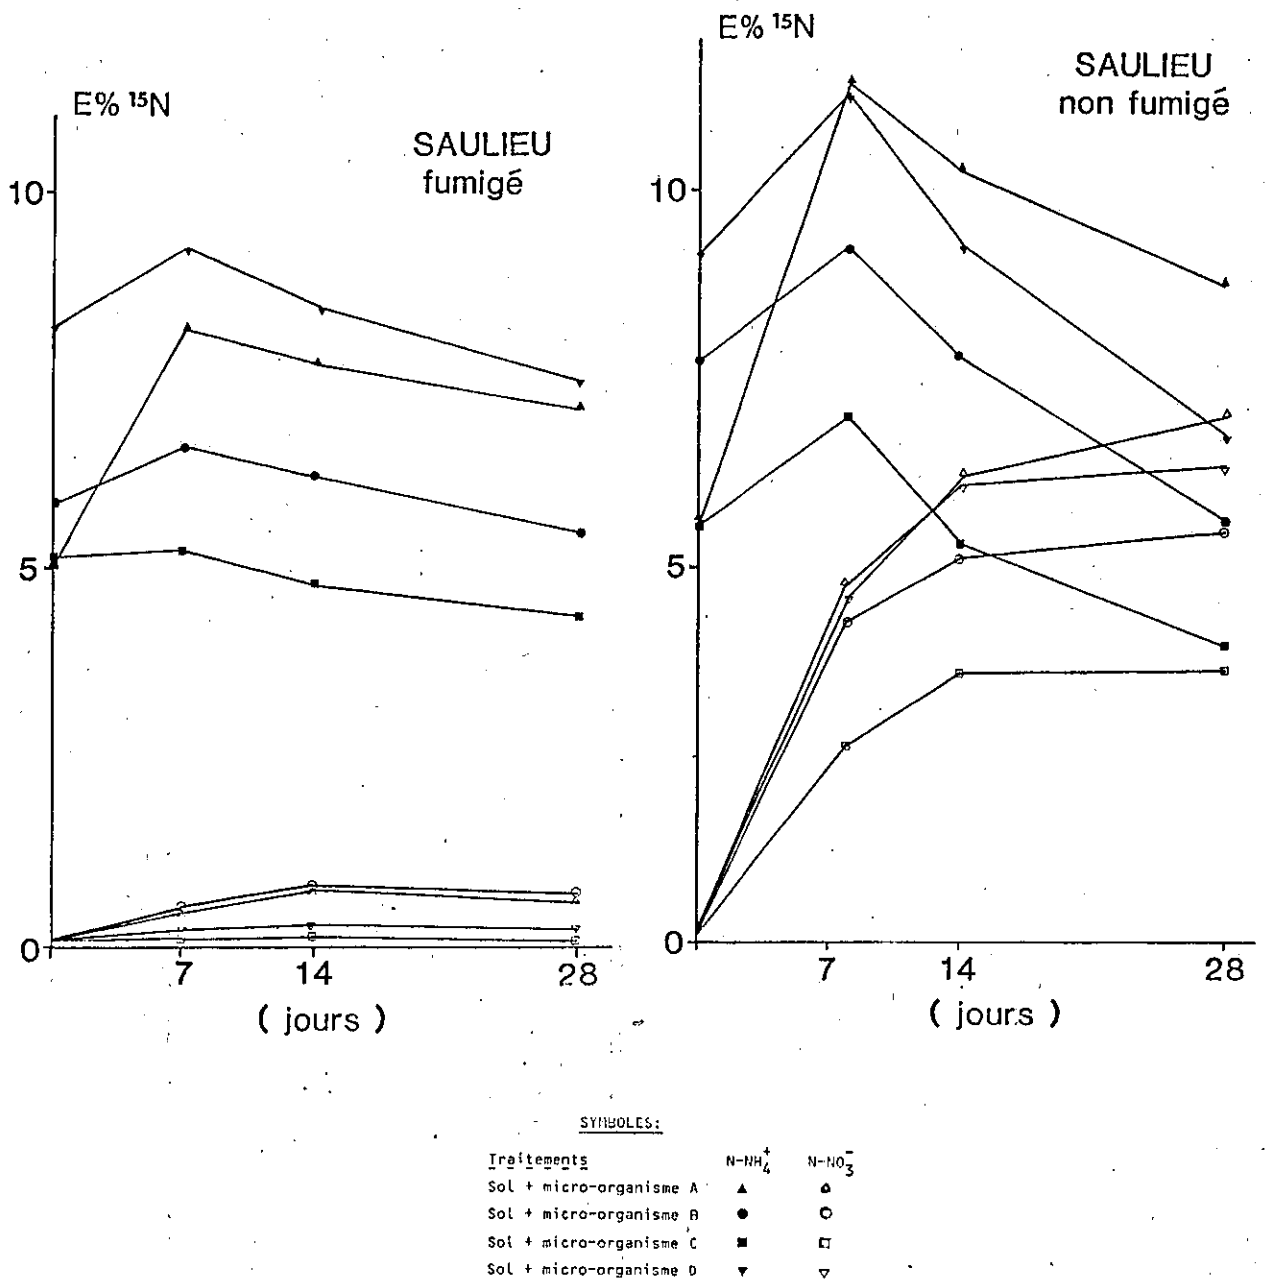 E% ¹⁵N
SAULIEU
fumigé
10
5
0
7
14
28
( jours )
E% ¹⁵N
SAULIEU
non fumigé
10
5
0
7
14
28
( jours )
SYMBOLES:
Traitements N-NH₄⁺ N-NO₃⁻
Sol + micro-organisme A ▲ △
Sol + micro-organisme B ● ○
Sol + micro-organisme C ■ □
Sol + micro-organisme D ▼ ▽